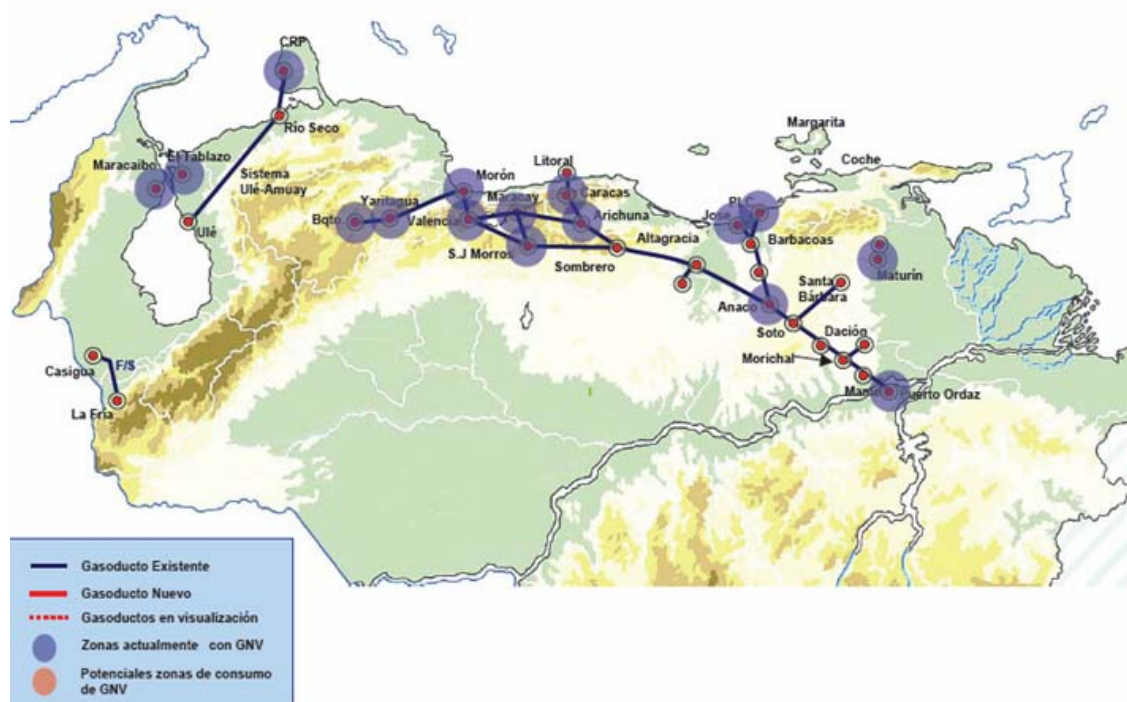 CRP
Río Seco
Maracaibo
El Tablazo
Sistema
Ulé-Amuay
Ulé
Casigua
F/S
La Fría
Bqto
Yaritagua
Morón
Valencia
Maracay
S.J Morros
Litoral
Caracas
Arichuna
Sombrero
Altagracia
Margarita
Coche
Jose
PLC
Barbacoas
Anaco
Santa
Bárbara
Maturín
Soto
Dación
Morichal
Puerto Ordaz
Gasoducto Existente
Gasoducto Nuevo
Gasoductos en visualización
Zonas actualmente con GNV
Potenciales zonas de consumo
de GNV